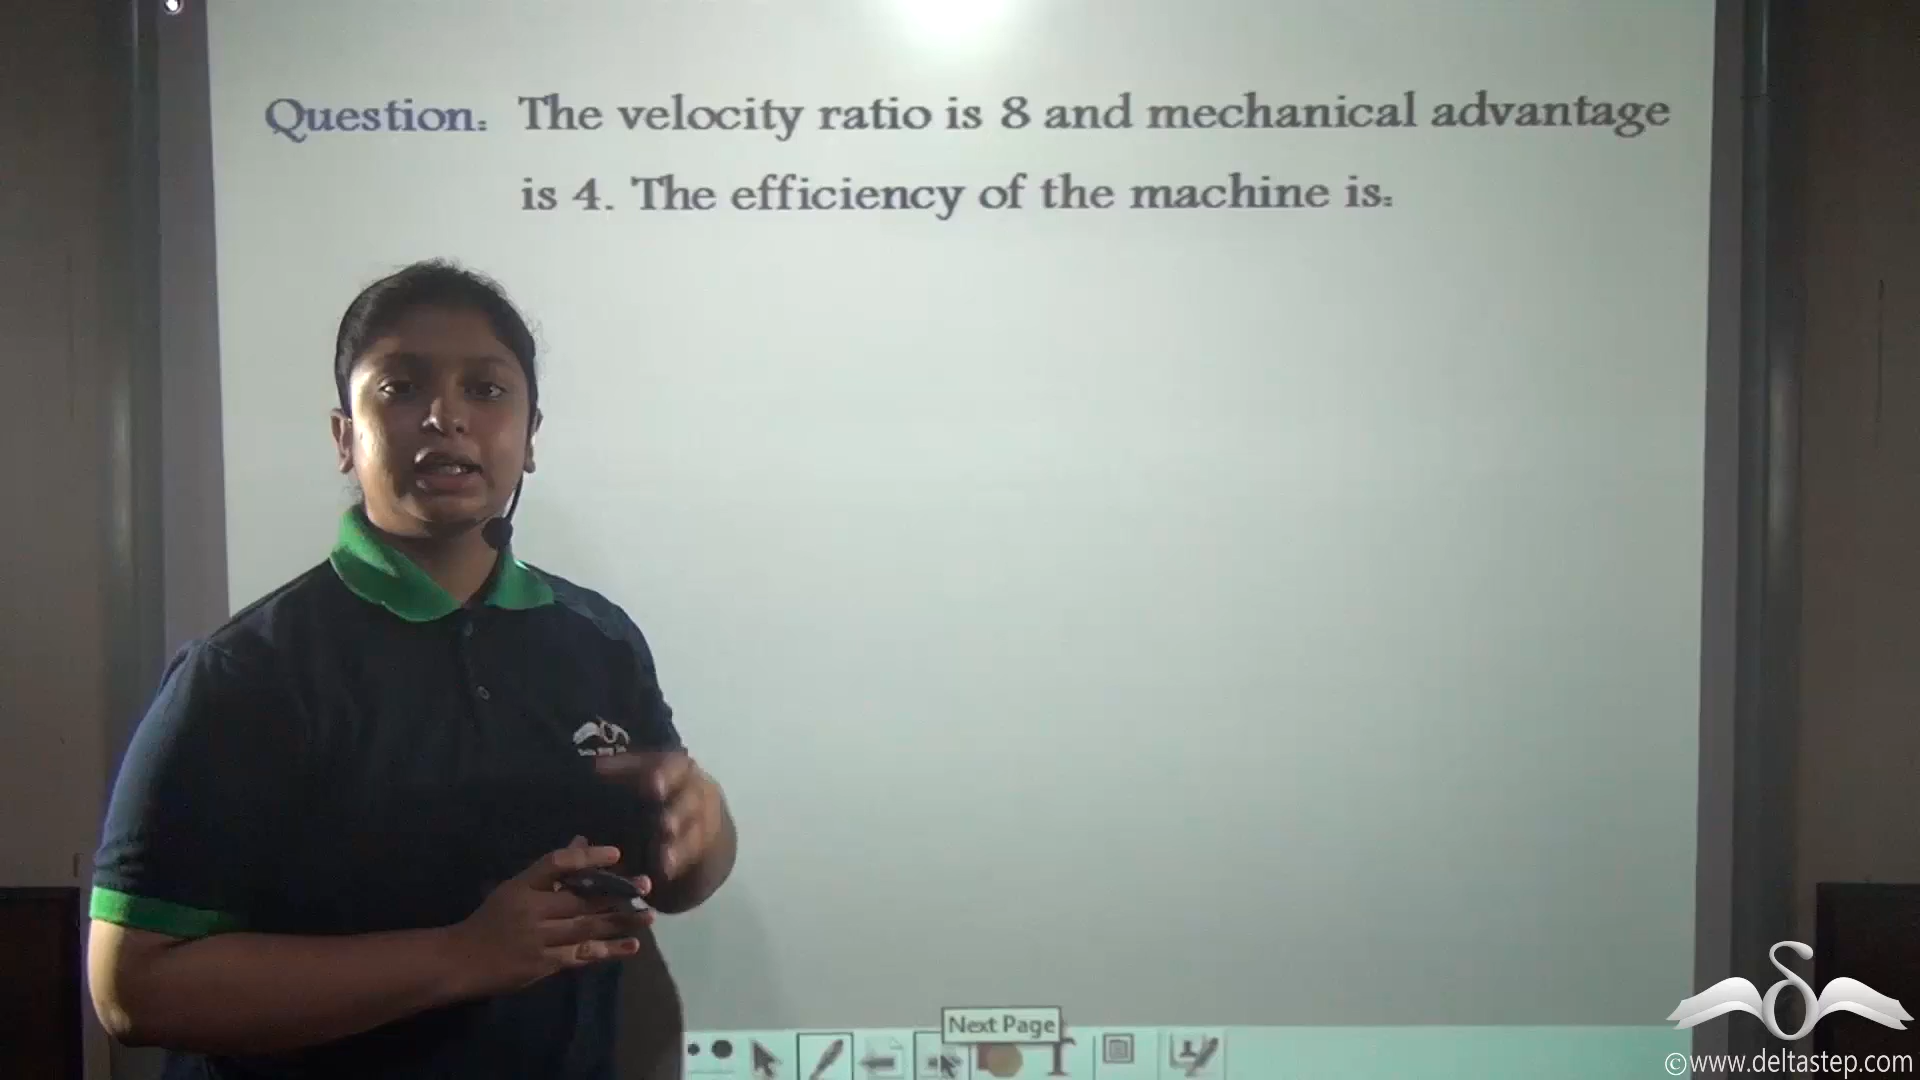 Question: The velocity ratio is 8 and mechanical advantage
is 4. The efficiency of the machine is:
Next Page
T
©www.deltastep.com